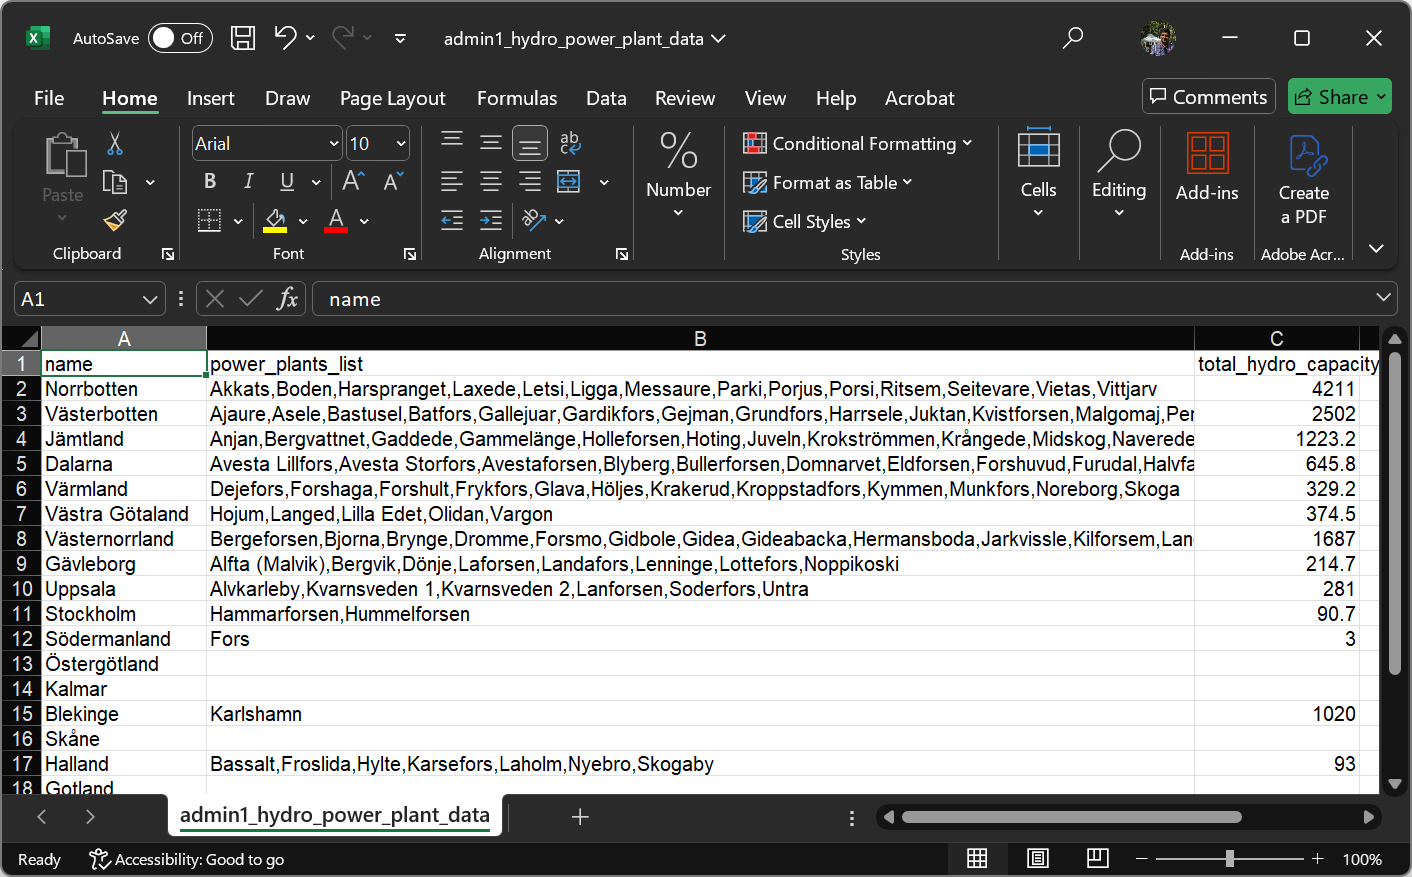 AutoSave Off admin1_hydro_power_plant_data
File Home Insert Draw Page Layout Formulas Data Review View Help Acrobat Comments Share
Paste
Clipboard
Arial 10
B I U A A
A
Font
ab
Alignment
%
Number
Conditional Formatting
Format as Table
Cell Styles
Styles
Cells
Editing
Add-ins
Add-ins
Create
a PDF
Adobe Acr...
A1 fx name
A B C
1 name power_plants_list total_hydro_capacity
2 Norrbotten Akkats,Boden,Harspranget,Laxede,Letsi,Ligga,Messaure,Parki,Porjus,Porsi,Ritsem,Seitevare,Vietas,Vittjarv 4211
3 Västerbotten Ajaure,Asele,Bastusel,Batfors,Gallejuar,Gardikfors,Gejman,Grundfors,Harrsele,Juktan,Kvistforsen,Malgomaj,Per 2502
4 Jämtland Anjan,Bergvattnet,Gaddede,Gammelänge,Holleforsen,Hoting,Juveln,Krokströmmen,Krångede,Midskog,Naverede 1223.2
5 Dalarna Avesta Lillfors,Avesta Storfors,Avestaforsen,Blyberg,Bullerforsen,Domnarvet,Eldforsen,Forshuvud,Furudal,Halvfa 645.8
6 Värmland Dejefors,Forshaga,Forshult,Frykfors,Glava,Höljes,Krakerud,Kroppstadfors,Kymmen,Munkfors,Noreborg,Skoga 329.2
7 Västra Götaland Hojum,Langed,Lilla Edet,Olidan,Vargon 374.5
8 Västernorrland Bergeforsen,Bjorna,Brynge,Dromme,Forsmo,Gidbole,Gidea,Gideabacka,Hermansboda,Jarkvissle,Kilforsem,Lan 1687
9 Gävleborg Alfta (Malvik),Bergvik,Dönje,Laforsen,Landafors,Lenninge,Lottefors,Noppikoski 214.7
10 Uppsala Alvkarleby,Kvarnsveden 1,Kvarnsveden 2,Lanforsen,Soderfors,Untra 281
11 Stockholm Hammarforsen,Hummelforsen 90.7
12 Södermanland Fors 3
13 Östergötland
14 Kalmar
15 Blekinge Karlshamn 1020
16 Skåne
17 Halland Bassalt,Froslida,Hylte,Karsefors,Laholm,Nyebro,Skogaby 93
18 Gotland
admin1_hydro_power_plant_data
Ready Accessibility: Good to go 100%